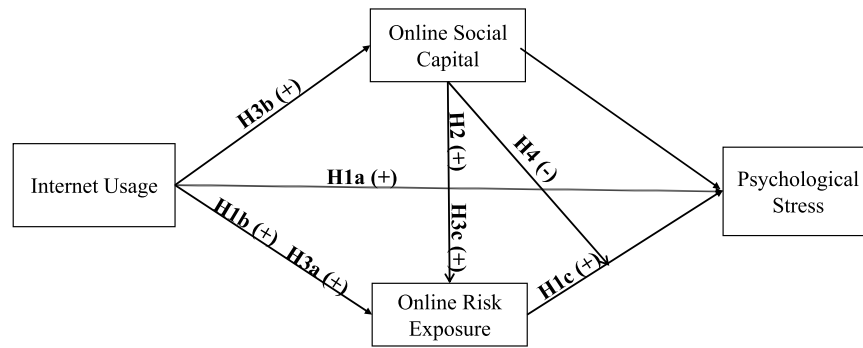 Online Social
Capital
H3b (+)
H2 (+)
H4 (-)
Internet Usage
H1a (+)
Psychological
Stress
H1b (+)
H3a (+)
H3c (+)
H1c (+)
Online Risk
Exposure